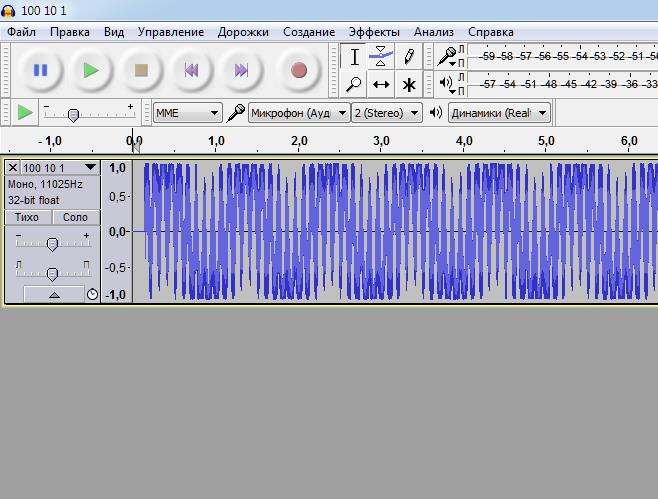 100 10 1
Файл Правка Вид Управление Дорожки Создание Эффекты Анализ Справка
Л П -59 -58 -57 -56 -55 -54 -53 -52 -51
Л П -57 -54 -51 -48 -45 -42 -39 -36 -33
MME Микрофон (Ауди 2 (Stereo) Динамики (Real
-1,0 0,0 1,0 2,0 3,0 4,0 5,0 6,0
100 10 1 1,0
Моно, 11025Hz
32-bit float 0,5-
Тихо Соло
- + 0,0-
Л П -0,5-
-1,0